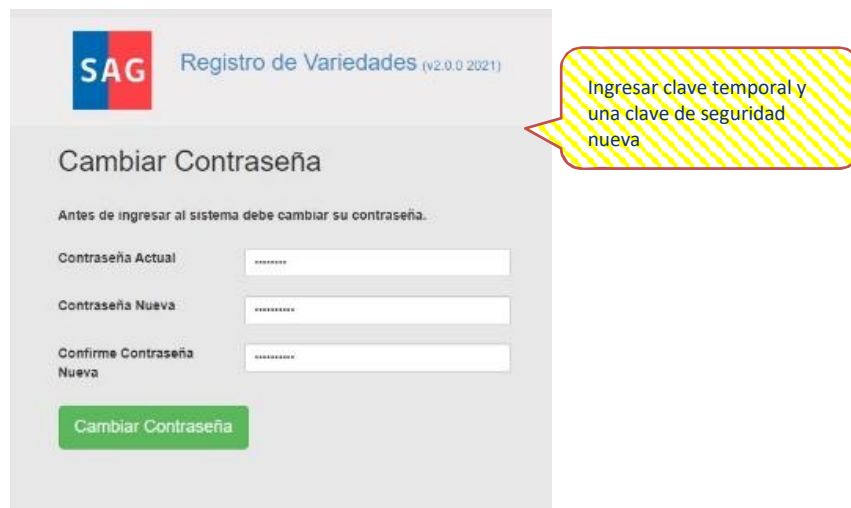 SAG
Registro de Variedades (v2.0.0 2021)
Ingresar clave temporal y
una clave de seguridad
nueva
Cambiar Contraseña
Antes de ingresar al sistema debe cambiar su contraseña.
Contraseña Actual
Contraseña Nueva
Confirme Contraseña
Nueva
Cambiar Contraseña